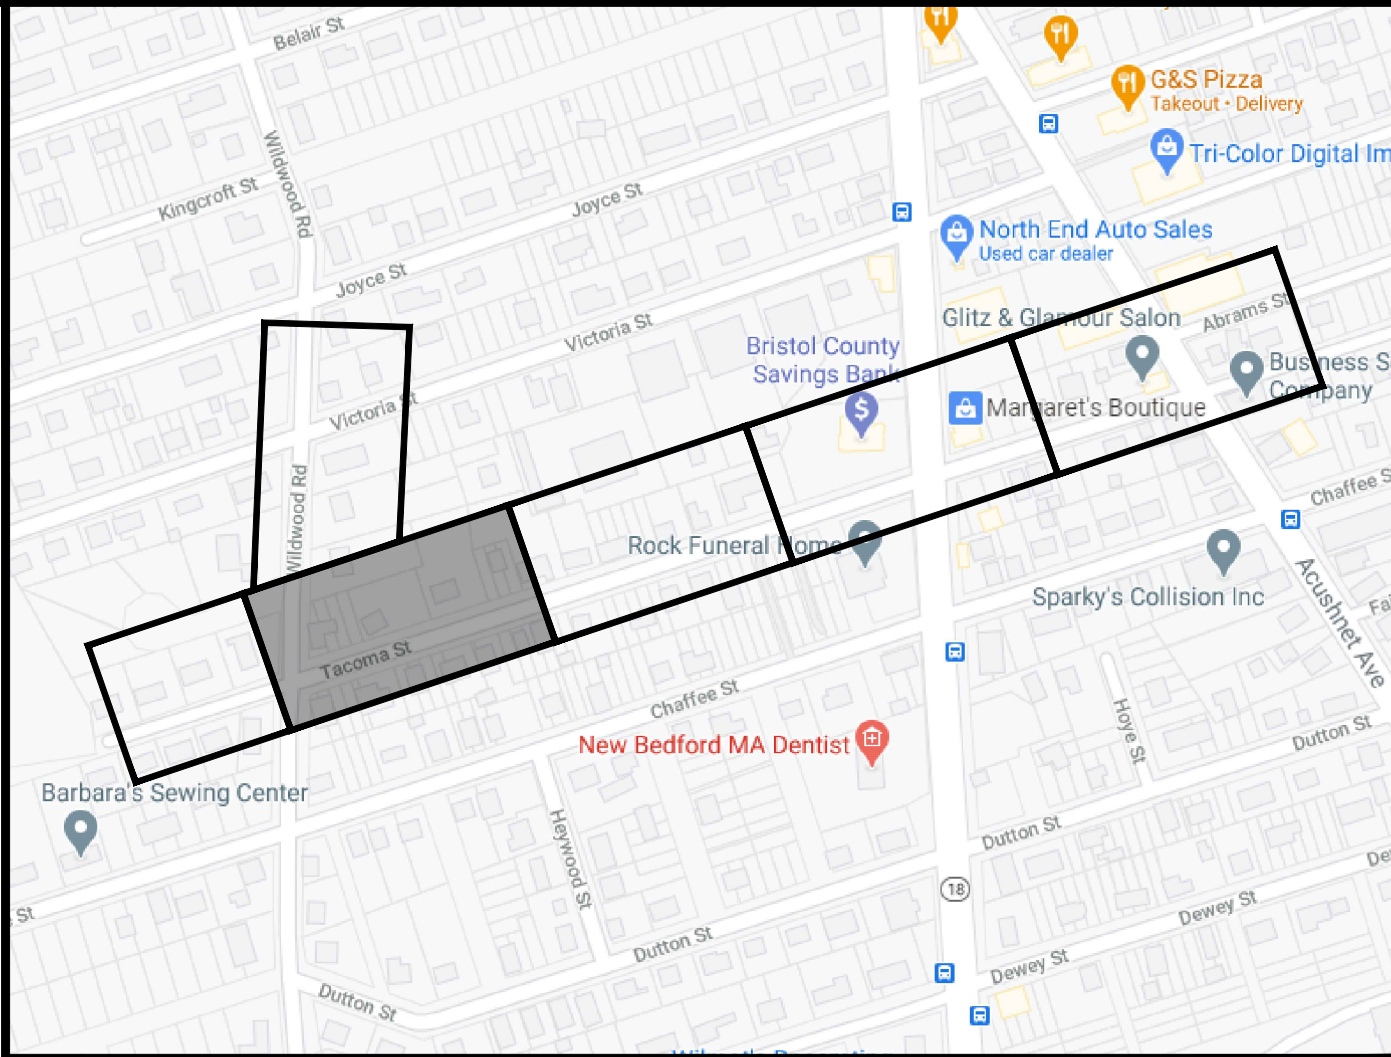 Belair St
G&S Pizza
Takeout • Delivery
Tri-Color Digital Im
Wildwood Rd
Kingcroft St
Joyce St
Joyce St
North End Auto Sales
Used car dealer
Victoria St
Victoria St
Glitz & Glamour Salon
Abrams St
Bristol County
Savings Bank
Business S
Company
Margaret's Boutique
Wildwood Rd
Chaffee S
Rock Funeral Home
Sparky's Collision Inc
Acushnet Ave
Tacoma St
Chaffee St
Hoye St
New Bedford MA Dentist
Dutton St
Barbara's Sewing Center
Heywood St
Dutton St
18
St
Dewey St
Dutton St
Dewey St
Dutton St